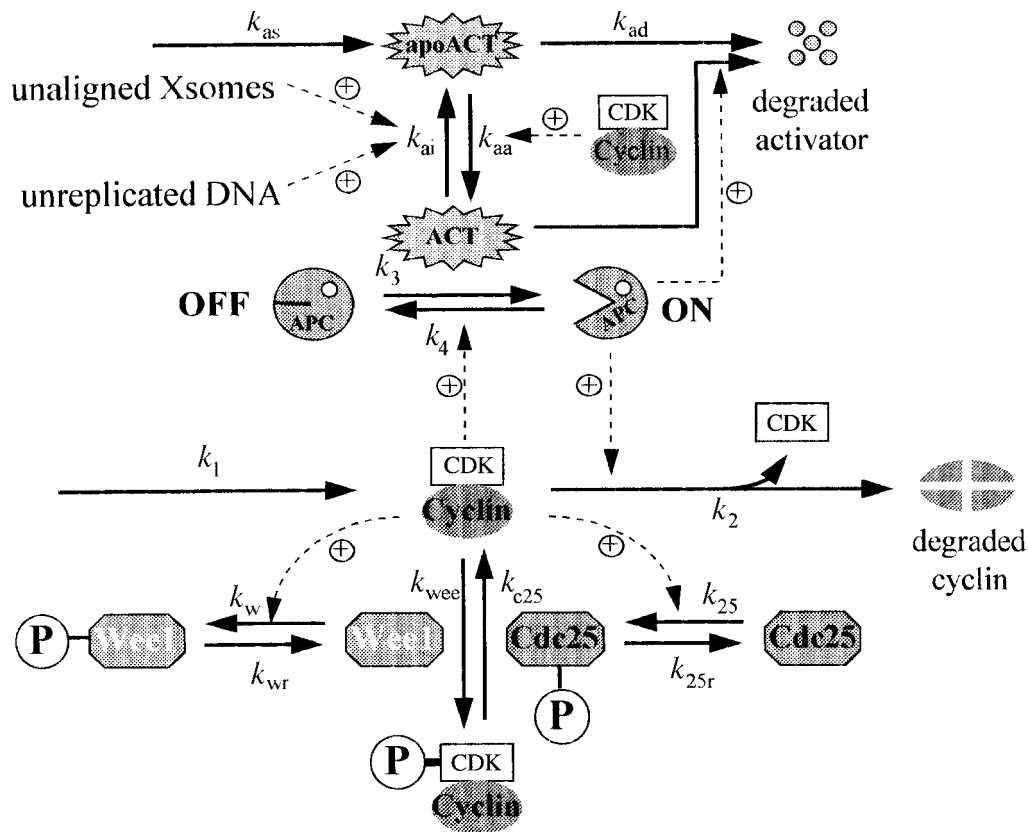 k_as
apoACT
k_ad
unaligned Xsomes
⊕
CDK
Cyclin
⊕
degraded
activator
k_ai
k_aa
unreplicated DNA
⊕
⊕
ACT
k_3
OFF
APC
APC
ON
k_4
⊕
⊕
CDK
k_1
CDK
Cyclin
k_2
degraded
cyclin
⊕
⊕
k_w
k_wee
k_c25
k_25
P
Wee1
Wee1
Cdc25
Cdc25
k_wr
k_25r
P
P
CDK
Cyclin